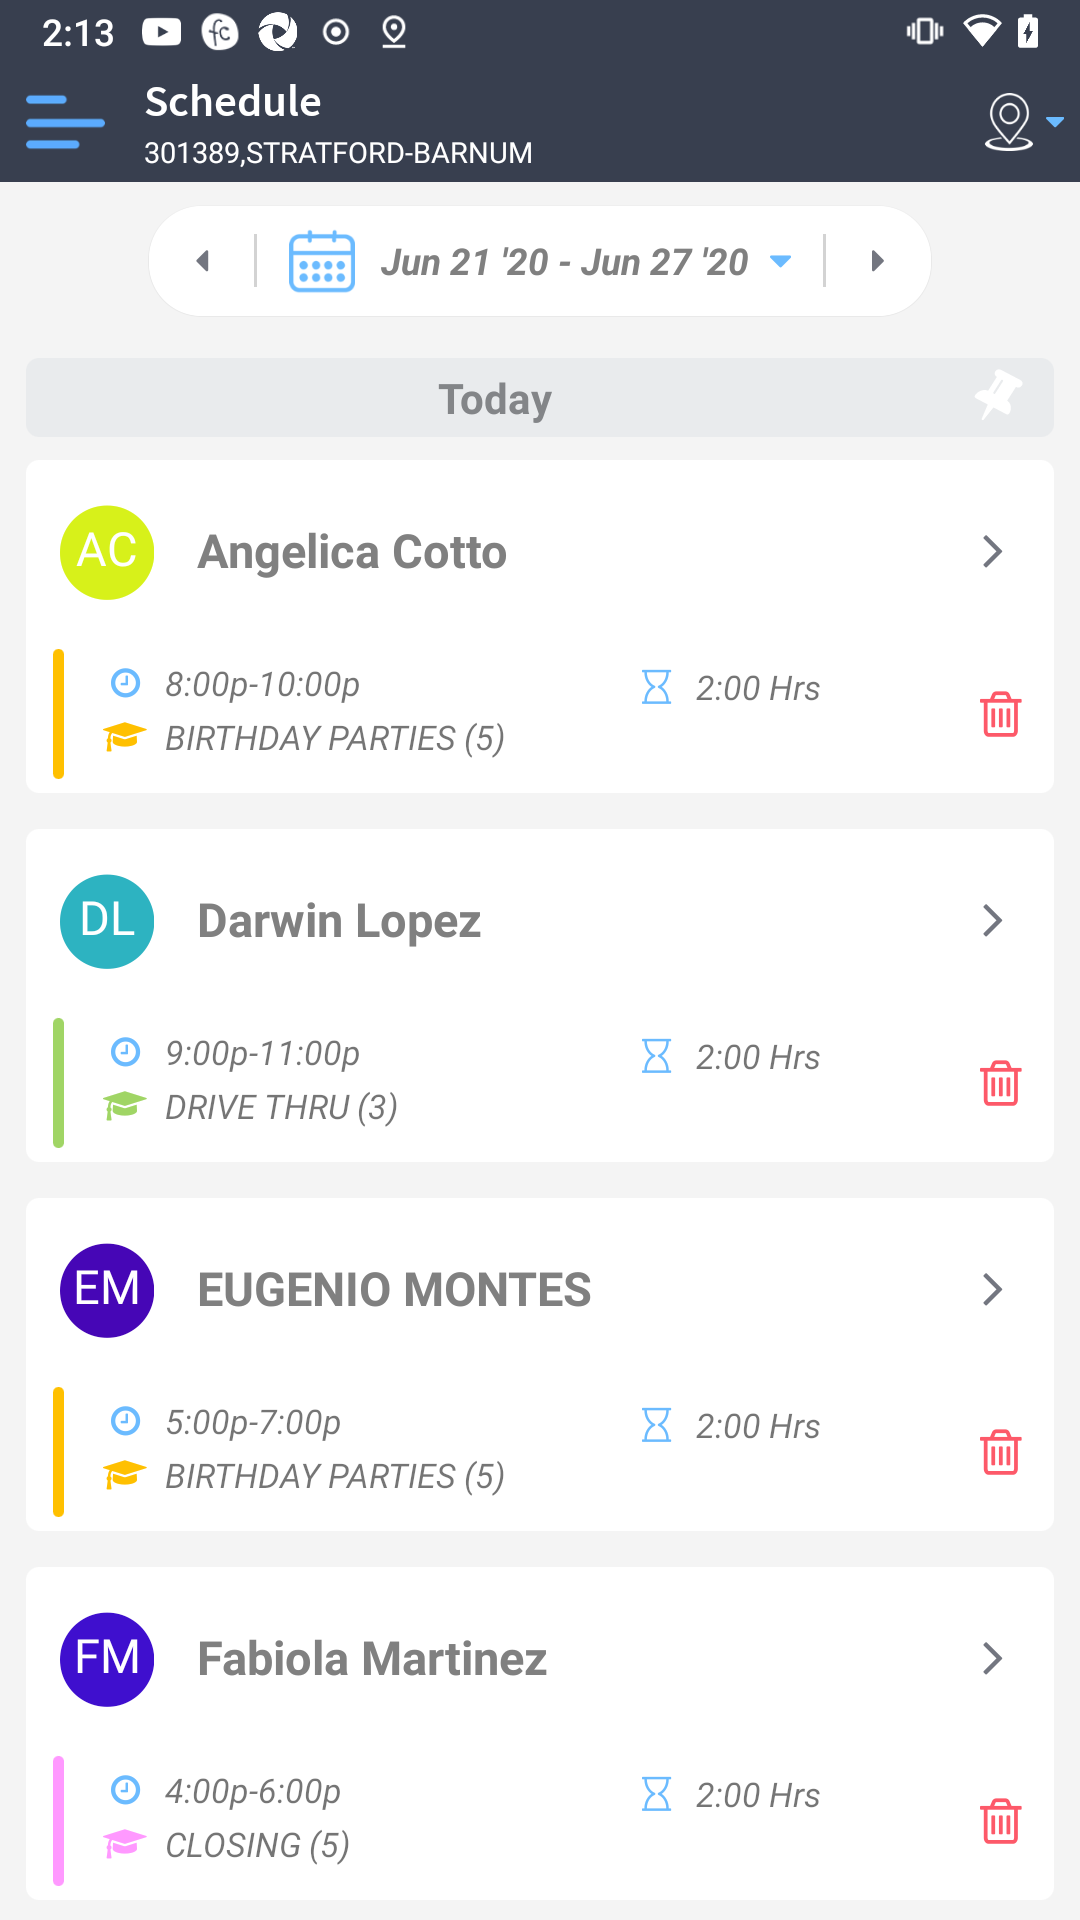 2:13
fc
Schedule
301389,STRATFORD-BARNUM
Jun 21 '20 - Jun 27 '20
Today
AC
Angelica Cotto
8:00p-10:00p
2:00 Hrs
BIRTHDAY PARTIES (5)
DL
Darwin Lopez
9:00p-11:00p
2:00 Hrs
DRIVE THRU (3)
EM
EUGENIO MONTES
5:00p-7:00p
2:00 Hrs
BIRTHDAY PARTIES (5)
FM
Fabiola Martinez
4:00p-6:00p
2:00 Hrs
CLOSING (5)